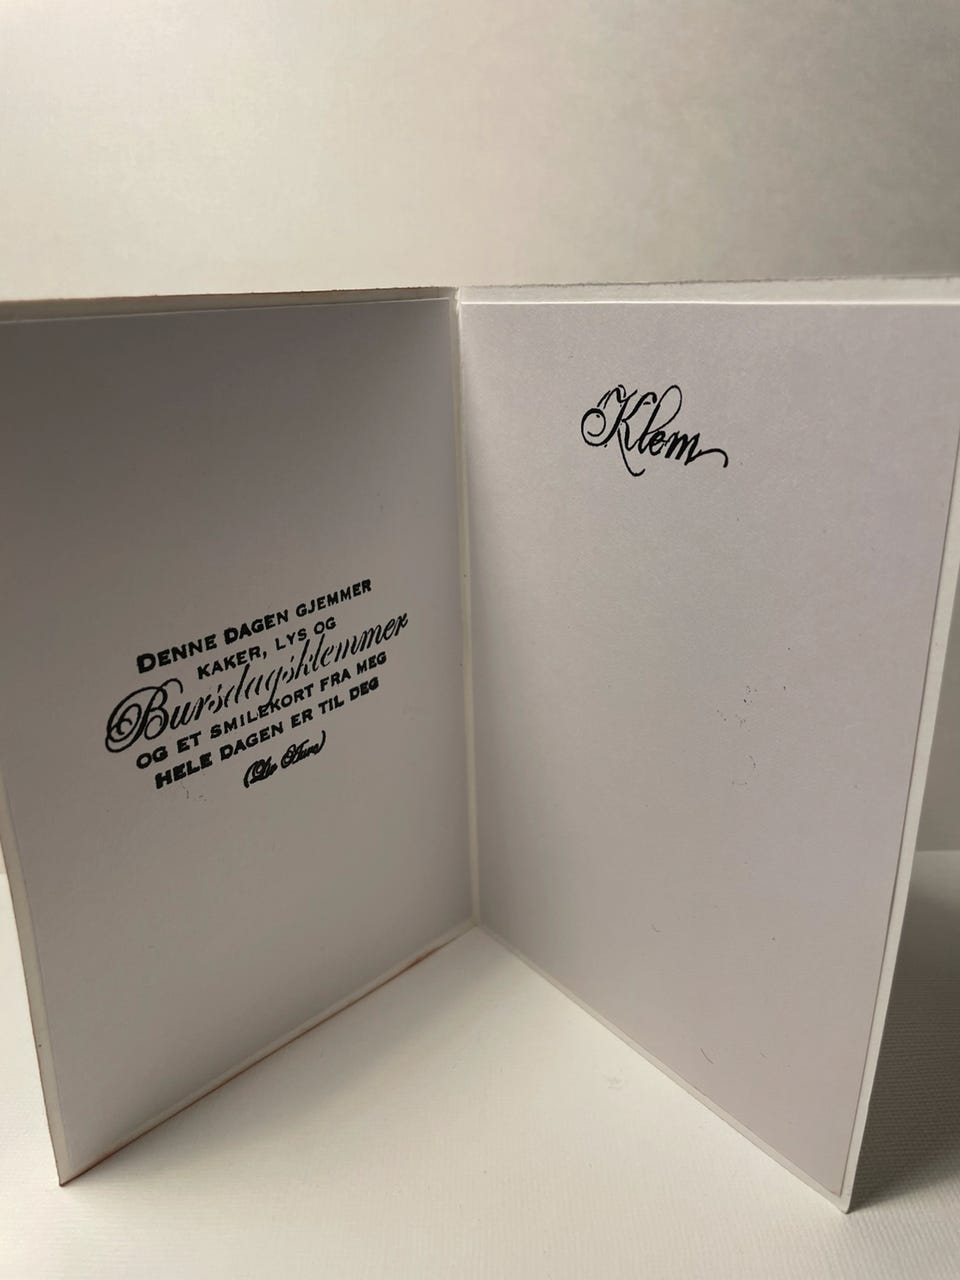 DENNE DAGEN GJEMMER
KAKER, LYS OG
Bursdagsklemmer
OG ET SMILEKORT FRA MEG
HELE DAGEN ER TIL DEG
Klem